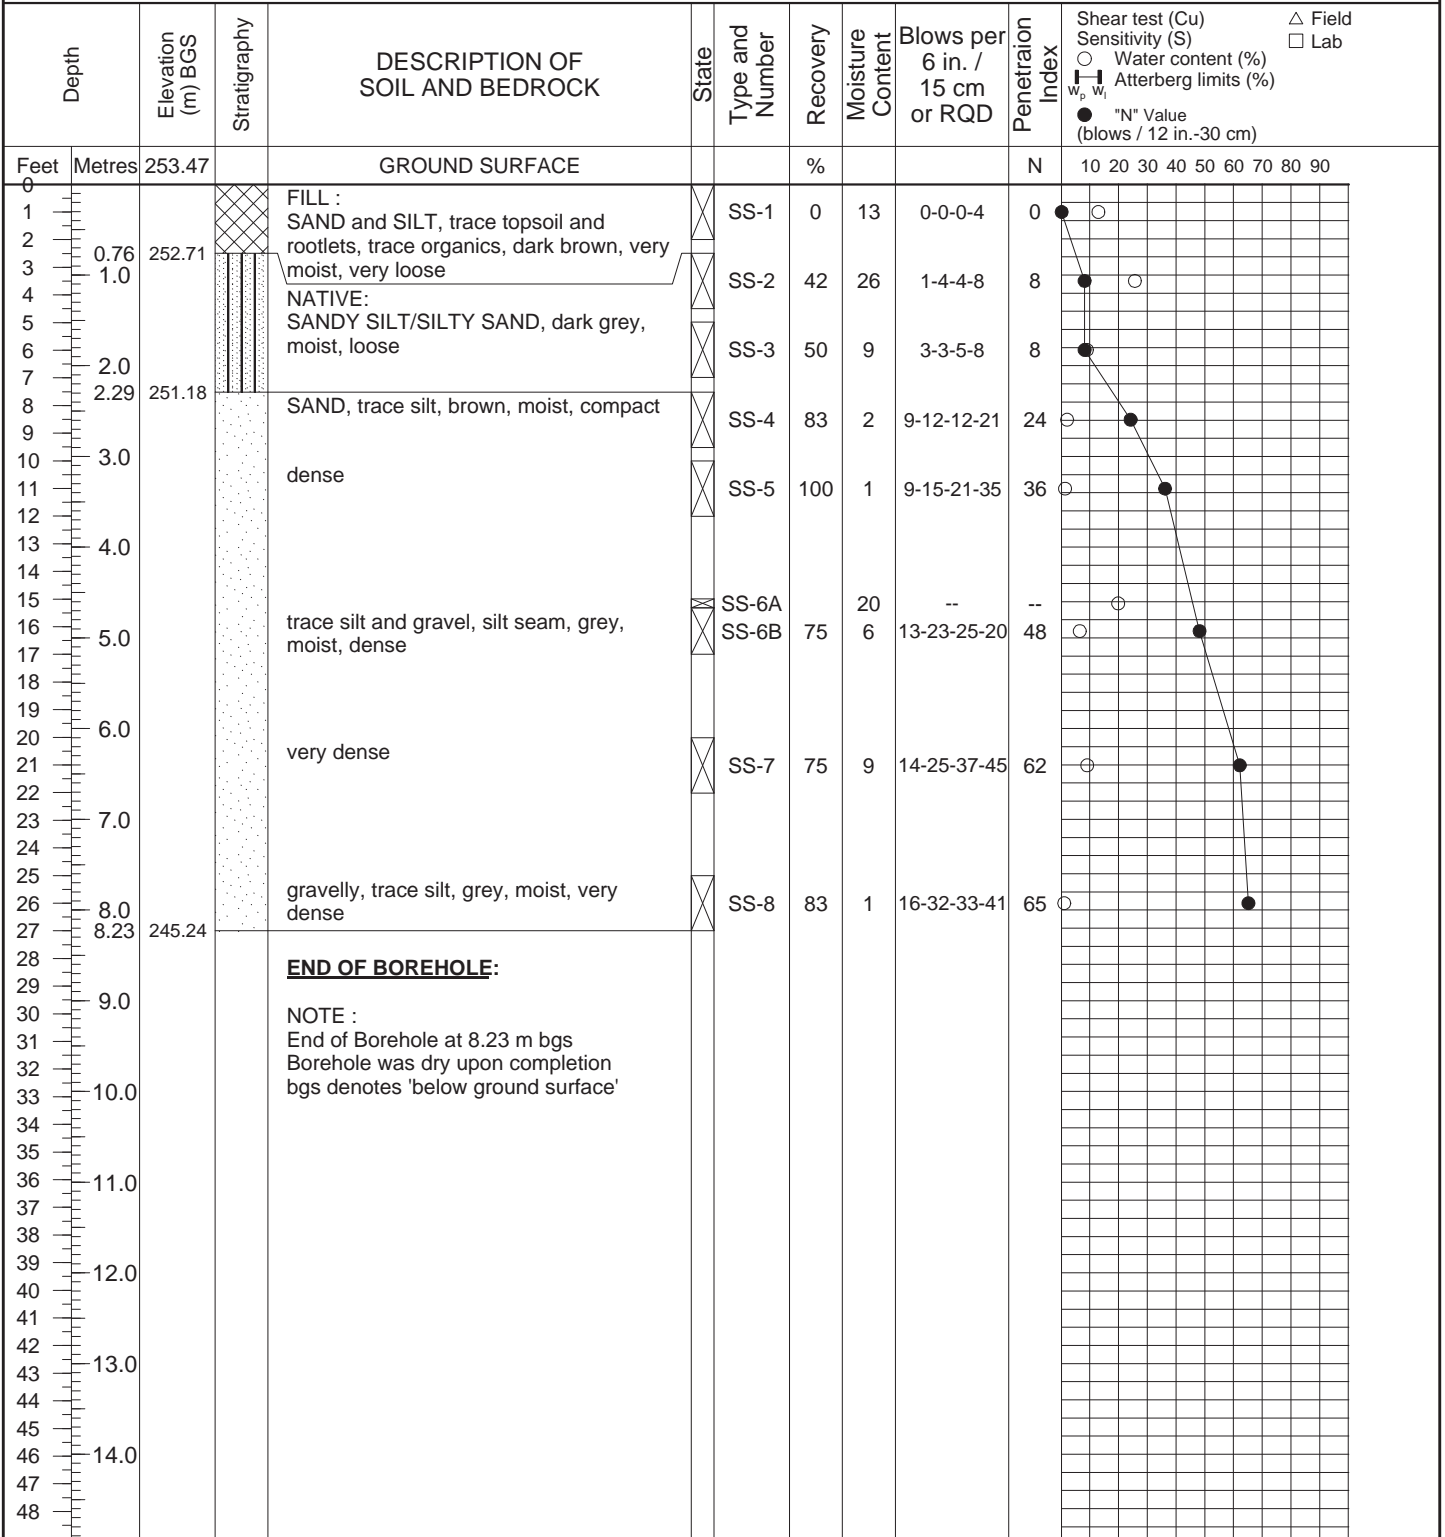 Depth
Elevation (m) BGS
Stratigraphy
DESCRIPTION OF
SOIL AND BEDROCK
State
Type and Number
Recovery
Moisture Content
Blows per
6 in. /
15 cm
or RQD
Penetraion Index
Shear test (Cu) △ Field
Sensitivity (S) □ Lab
○ Water content (%)
wp wl Atterberg limits (%)
● "N" Value
(blows / 12 in.-30 cm)
Feet Metres 253.47 GROUND SURFACE % N 10 20 30 40 50 60 70 80 90
0
FILL :
1 SAND and SILT, trace topsoil and SS-1 0 13 0-0-0-4 0
2 rootlets, trace organics, dark brown, very
0.76 252.71
3 1.0 moist, very loose SS-2 42 26 1-4-4-8 8
4 NATIVE:
5 SANDY SILT/SILTY SAND, dark grey,
6 moist, loose SS-3 50 9 3-3-5-8 8
2.0
7
2.29 251.18
8 SAND, trace silt, brown, moist, compact
9 SS-4 83 2 9-12-12-21 24
10 3.0
dense
11 SS-5 100 1 9-15-21-35 36
12
13 4.0
14
15 SS-6A 20 -- --
16 5.0 trace silt and gravel, silt seam, grey, SS-6B 75 6 13-23-25-20 48
17 moist, dense
18
19
6.0
20 very dense
21 SS-7 75 9 14-25-37-45 62
22
23 7.0
24
25 gravelly, trace silt, grey, moist, very
26 8.0 dense SS-8 83 1 16-32-33-41 65
27 8.23 245.24
28 END OF BOREHOLE:
29
9.0
30 NOTE :
31 End of Borehole at 8.23 m bgs
32 Borehole was dry upon completion
33 10.0 bgs denotes 'below ground surface'
34
35
36 11.0
37
38
39
12.0
40
41
42
13.0
43
44
45
46 14.0
47
48